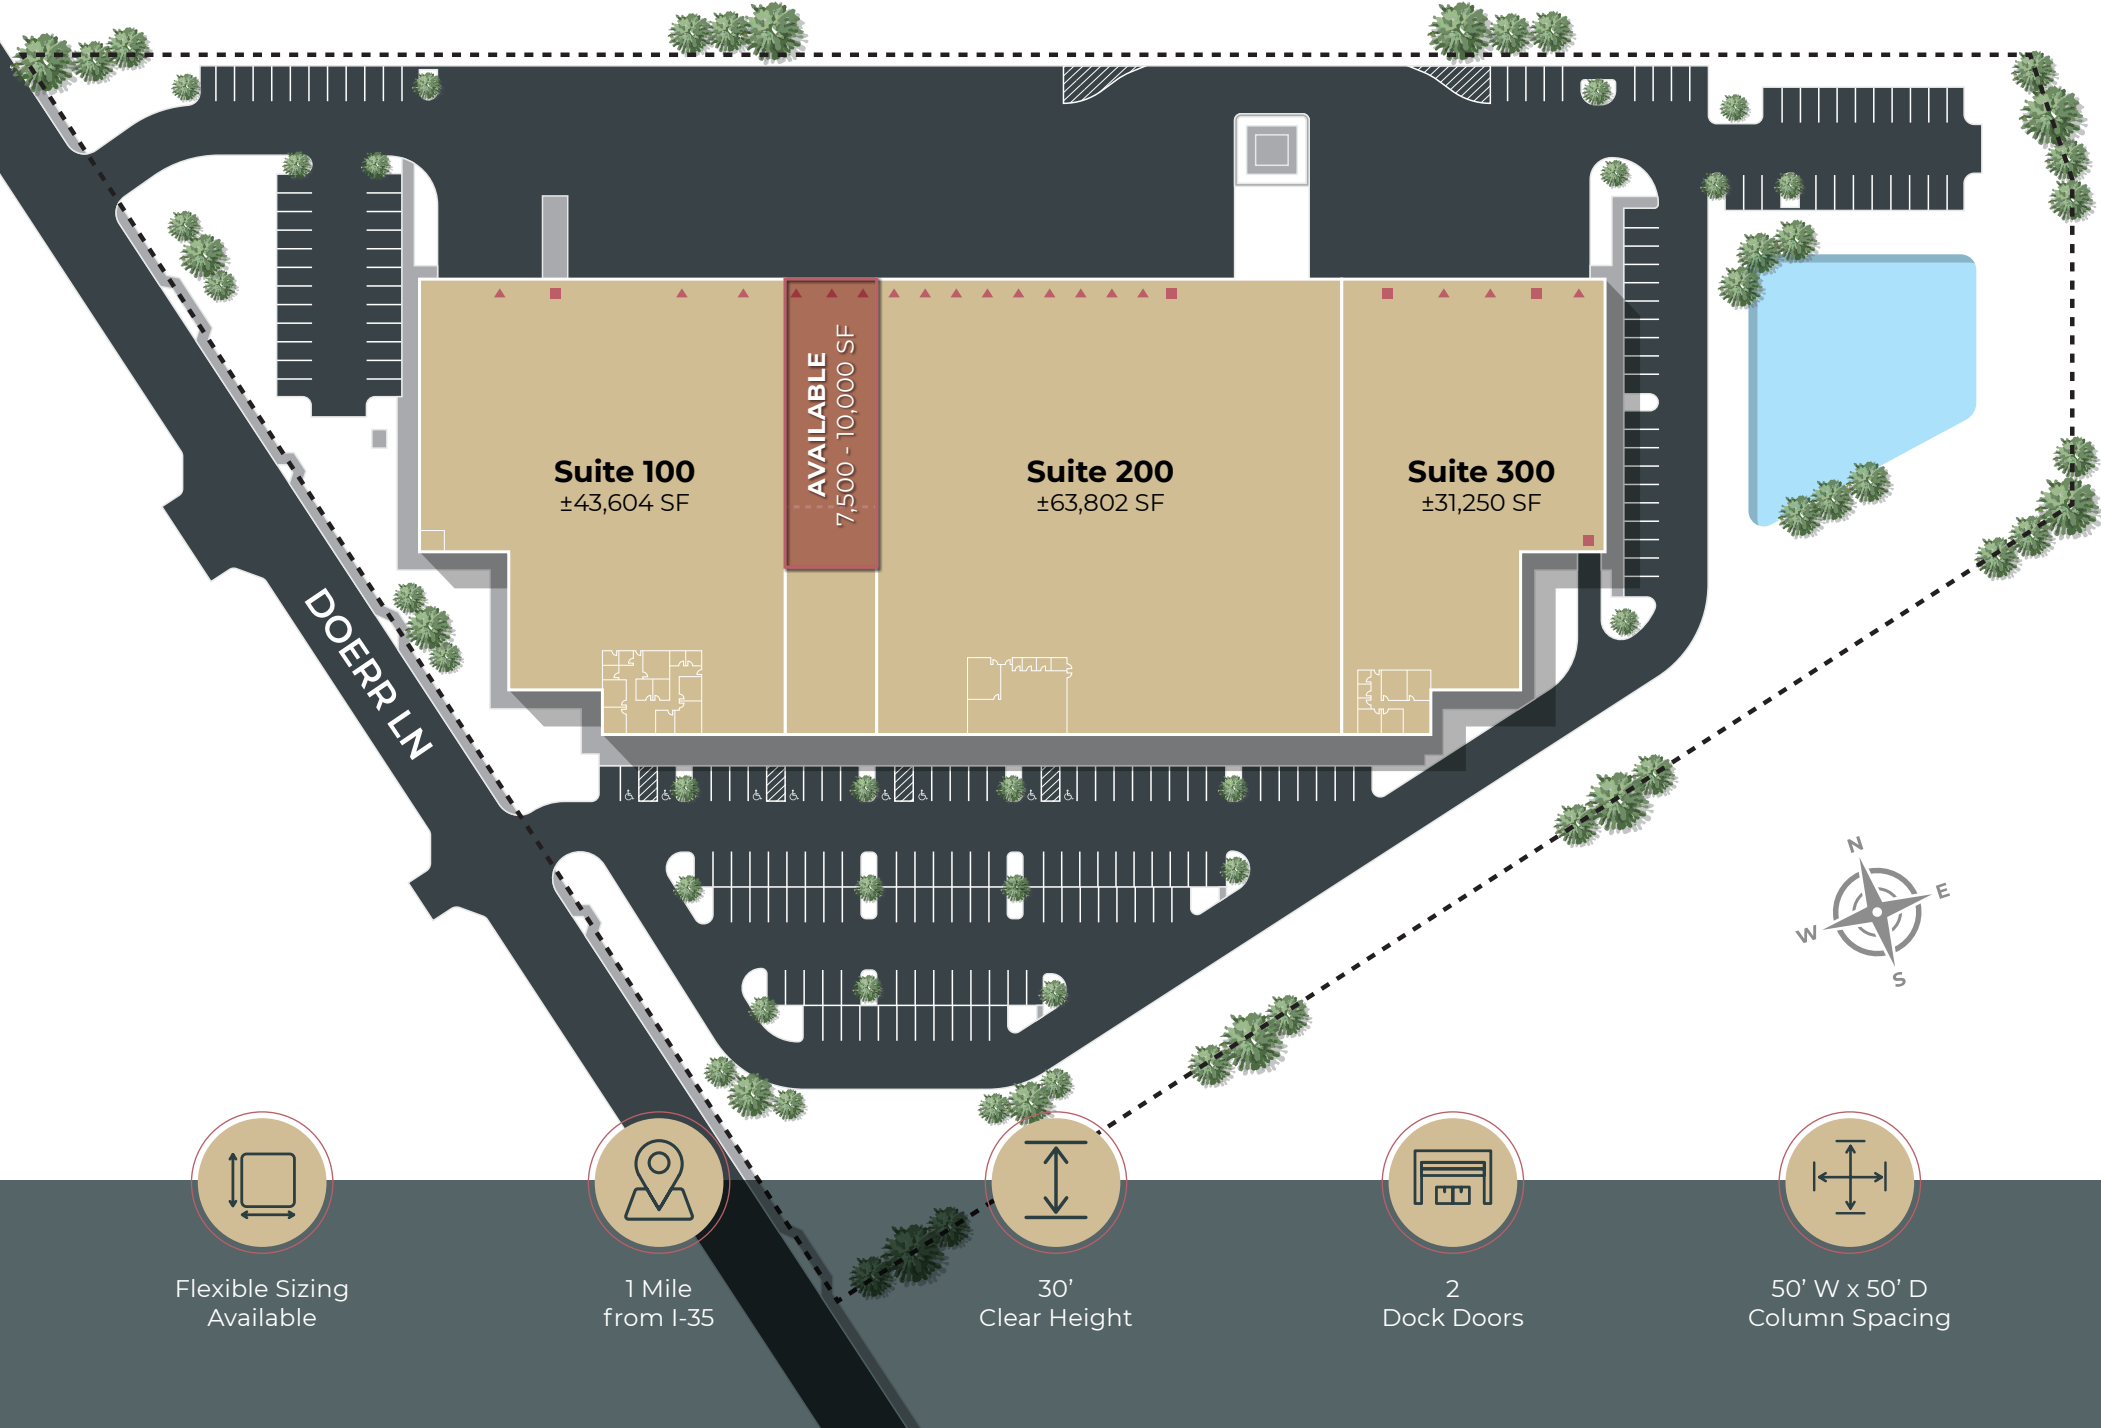 AVAILABLE
7,500 - 10,000 SF
Suite 100
±43,604 SF
Suite 200
±63,802 SF
Suite 300
±31,250 SF
DOERR LN
N
E
W
S
Flexible Sizing
Available
1 Mile
from I-35
30’
Clear Height
2
Dock Doors
50’ W x 50’ D
Column Spacing